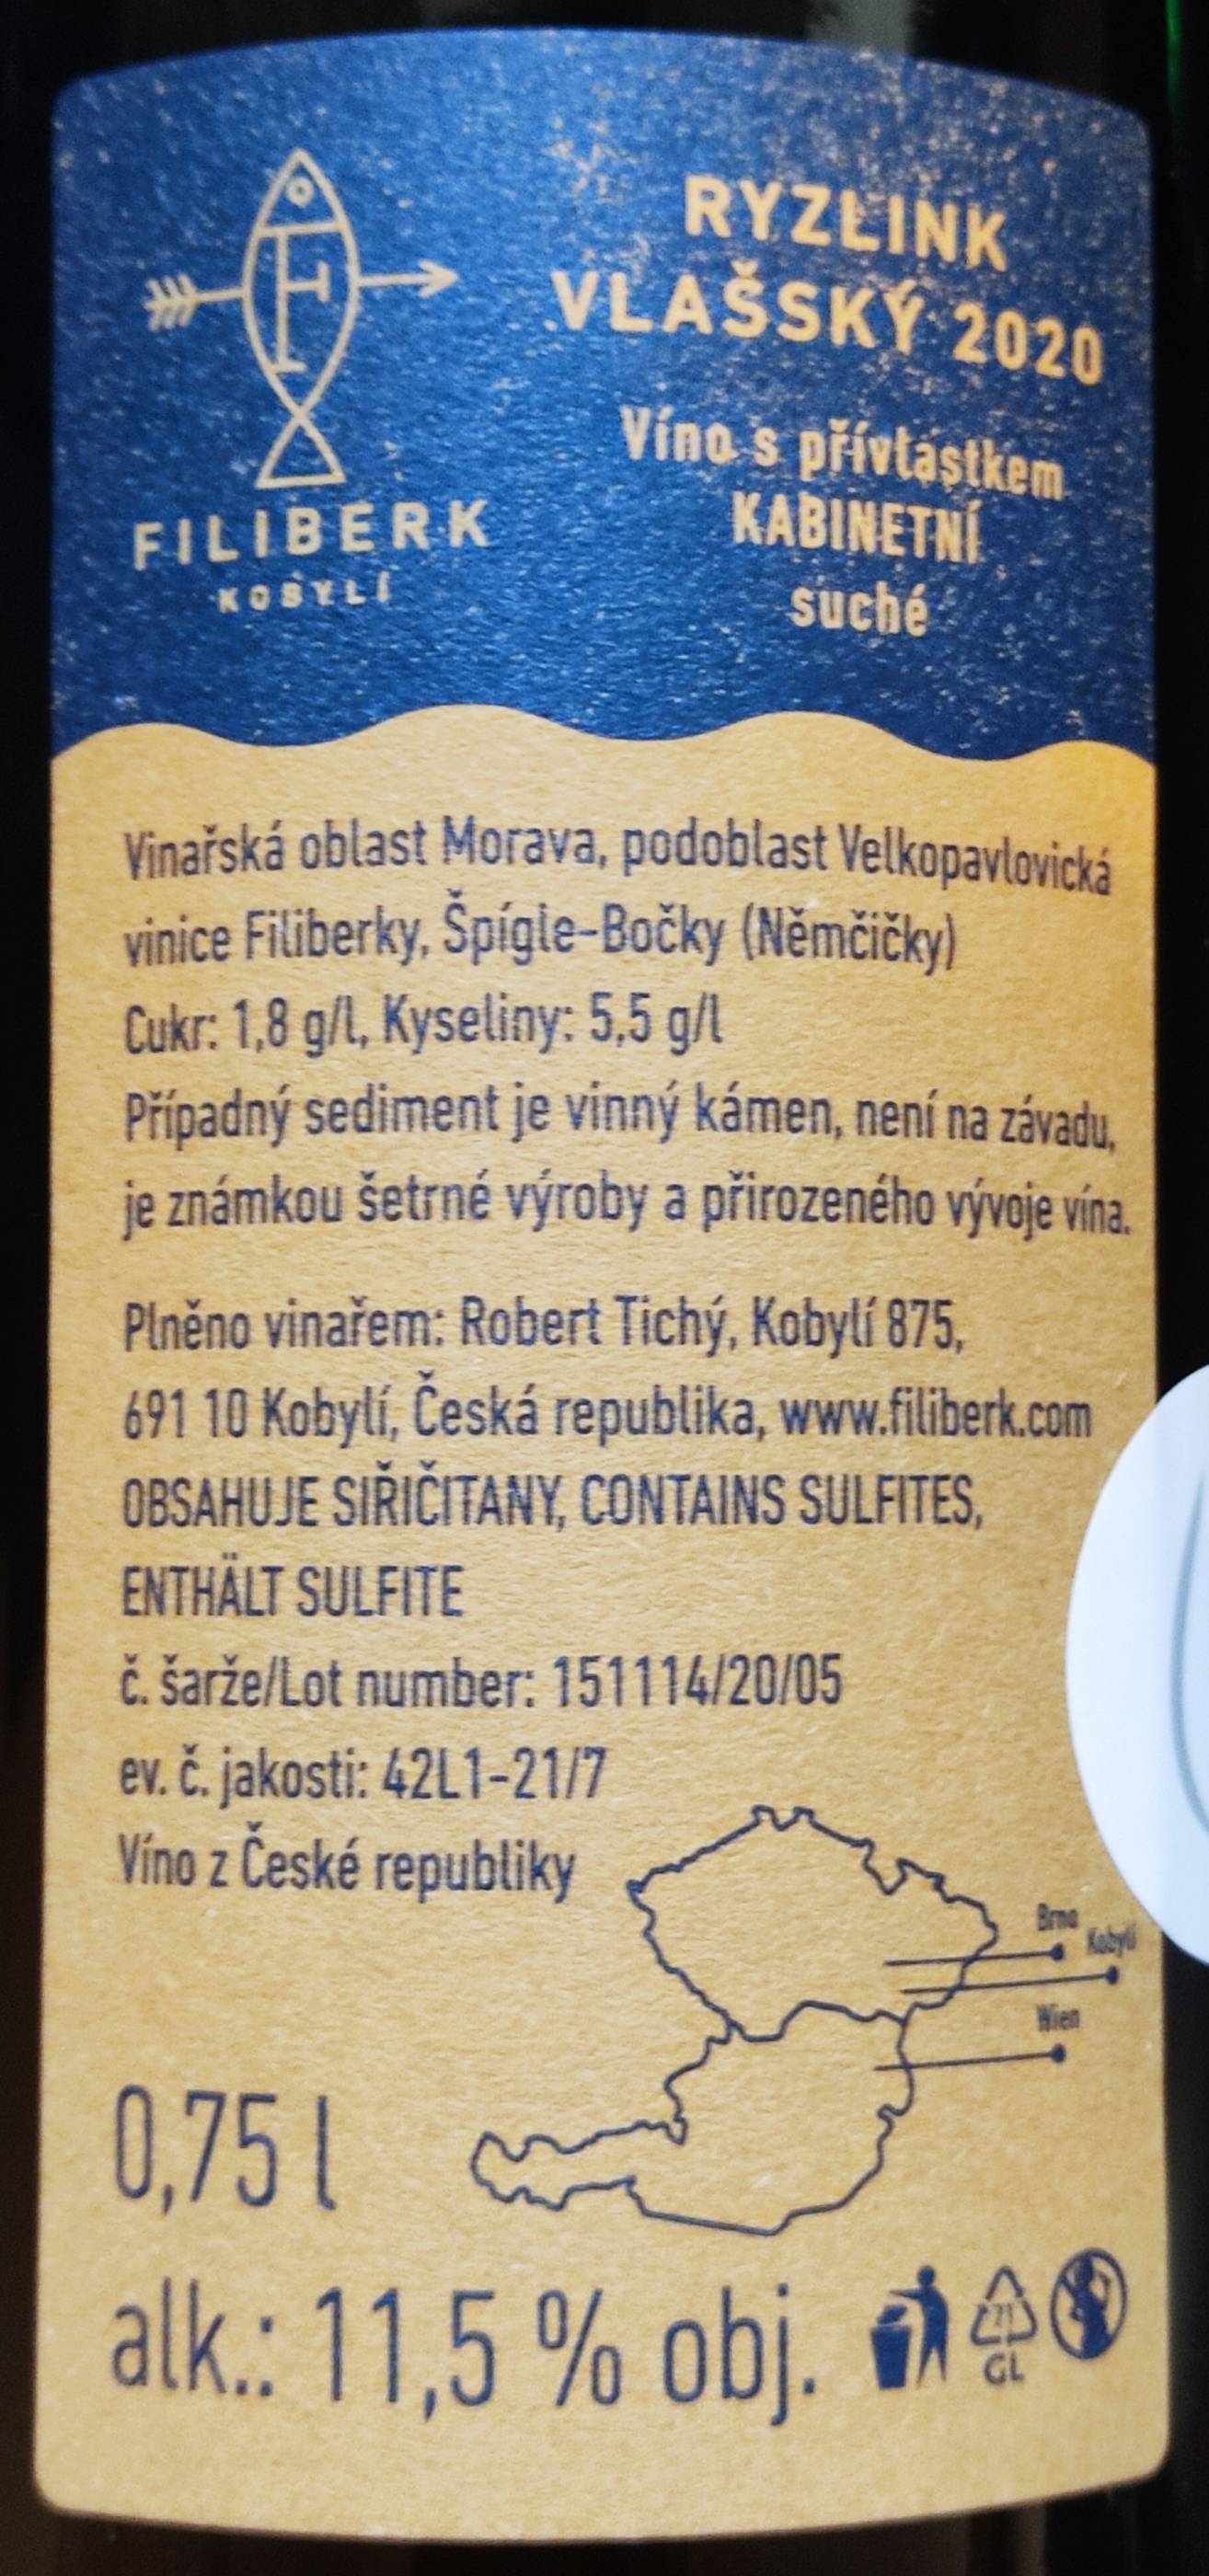 F
FILIBERK
KOBYLÍ
RYZLINK
VLAŠSKÝ 2020
Víno s přívlastkem
KABINETNÍ
suché
Vinařská oblast Morava, podoblast Velkopavlovická
vinice Filiberky, Špígle-Bočky (Němčičky)
Cukr: 1,8 g/l, Kyseliny: 5,5 g/l
Případný sediment je vinný kámen, není na závadu,
je známkou šetrné výroby a přirozeného vývoje vína.
Plněno vinařem: Robert Tichý, Kobylí 875,
691 10 Kobylí, Česká republika, www.filiberk.com
OBSAHUJE SIŘIČITANY, CONTAINS SULFITES,
ENTHÄLT SULFITE
č. šarže/Lot number: 151114/20/05
ev. č. jakosti: 42L1-21/7
Víno z České republiky
Brno
Kobylí
Wien
0,75 l
alk.: 11,5 % obj.
71
GL